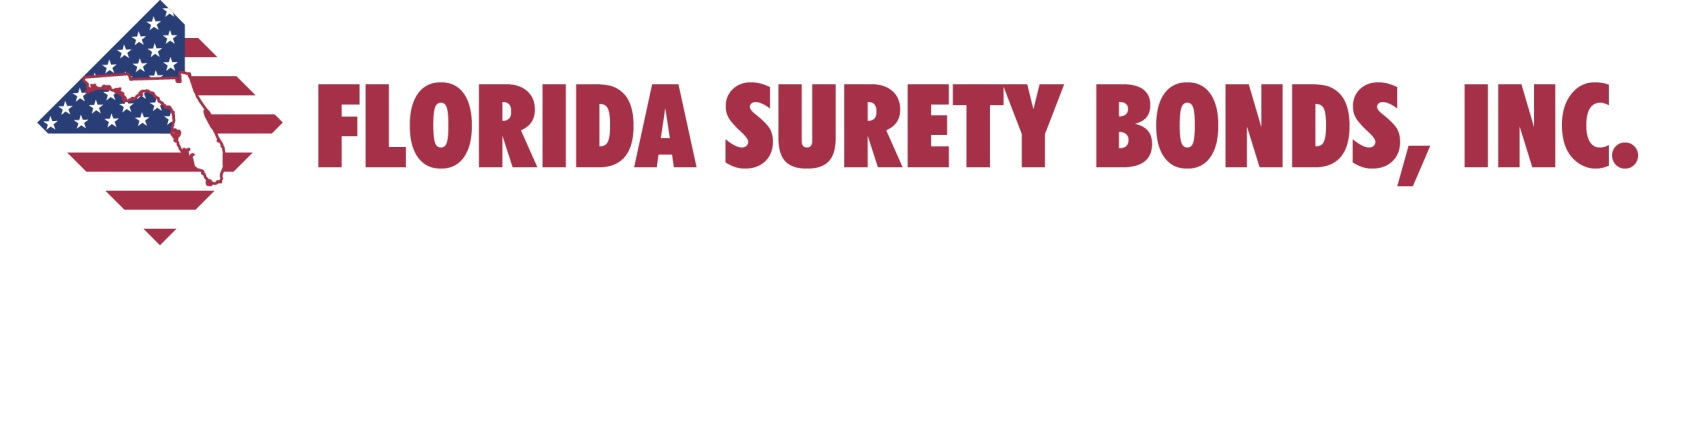 FLORIDA SURETY BONDS, INC.